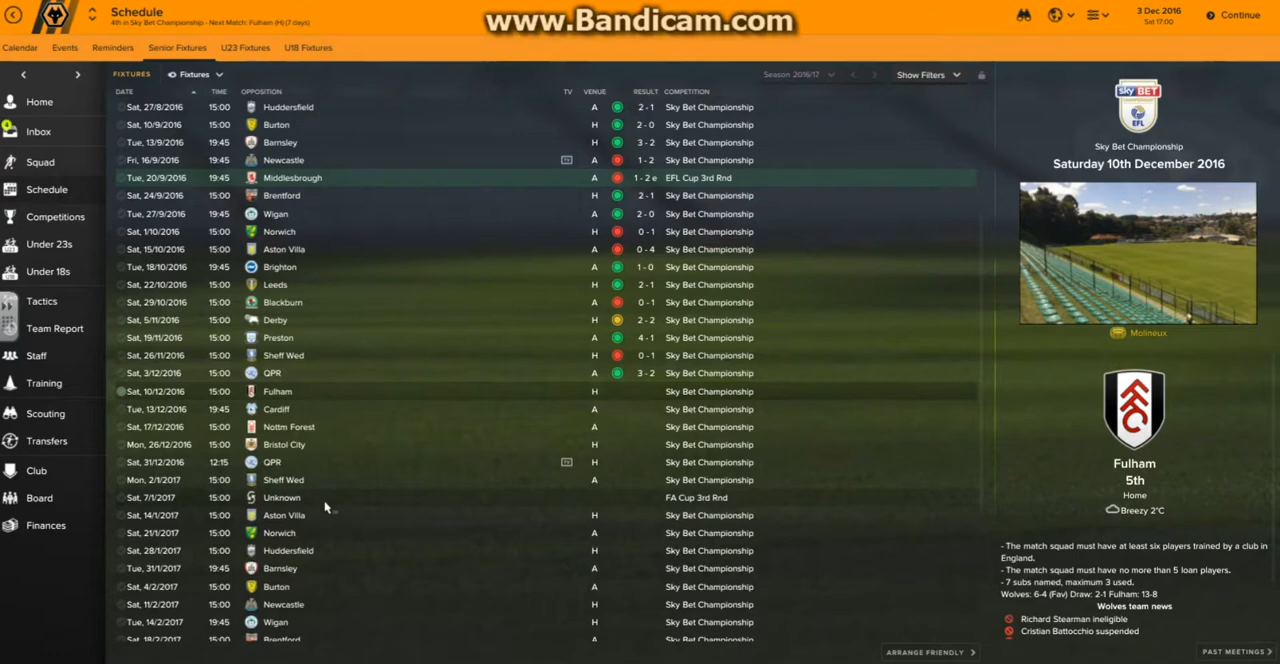 www.Bandicam.com
Schedule
4th in Sky Bet Championship - Next Match: Fulham (H) (7 days)
3 Dec 2016
Sat 17:00
Continue
Calendar Events Reminders Senior Fixtures U23 Fixtures U18 Fixtures
FIXTURES Fixtures Season 2016/17 Show Filters
DATE TIME OPPOSITION TV VENUE RESULT COMPETITION
Sat, 27/8/2016 15:00 Huddersfield A 2 - 1 Sky Bet Championship
Sat, 10/9/2016 15:00 Burton H 2 - 0 Sky Bet Championship
Tue, 13/9/2016 19:45 Barnsley H 3 - 2 Sky Bet Championship
Fri, 16/9/2016 19:45 Newcastle A 1 - 2 Sky Bet Championship
Tue, 20/9/2016 19:45 Middlesbrough A 1 - 2 e EFL Cup 3rd Rnd
Sat, 24/9/2016 15:00 Brentford H 2 - 1 Sky Bet Championship
Tue, 27/9/2016 19:45 Wigan A 2 - 0 Sky Bet Championship
Sat, 1/10/2016 15:00 Norwich H 0 - 1 Sky Bet Championship
Sat, 15/10/2016 15:00 Aston Villa A 0 - 4 Sky Bet Championship
Tue, 18/10/2016 19:45 Brighton A 1 - 0 Sky Bet Championship
Sat, 22/10/2016 15:00 Leeds H 2 - 1 Sky Bet Championship
Sat, 29/10/2016 15:00 Blackburn A 0 - 1 Sky Bet Championship
Sat, 5/11/2016 15:00 Derby H 2 - 2 Sky Bet Championship
Sat, 19/11/2016 15:00 Preston A 4 - 1 Sky Bet Championship
Sat, 26/11/2016 15:00 Sheff Wed H 0 - 1 Sky Bet Championship
Sat, 3/12/2016 15:00 QPR A 3 - 2 Sky Bet Championship
Sat, 10/12/2016 15:00 Fulham H Sky Bet Championship
Tue, 13/12/2016 19:45 Cardiff A Sky Bet Championship
Sat, 17/12/2016 15:00 Nottm Forest A Sky Bet Championship
Mon, 26/12/2016 15:00 Bristol City H Sky Bet Championship
Sat, 31/12/2016 12:15 QPR H Sky Bet Championship
Mon, 2/1/2017 15:00 Sheff Wed A Sky Bet Championship
Sat, 7/1/2017 15:00 Unknown FA Cup 3rd Rnd
Sat, 14/1/2017 15:00 Aston Villa H Sky Bet Championship
Sat, 21/1/2017 15:00 Norwich A Sky Bet Championship
Sat, 28/1/2017 15:00 Huddersfield H Sky Bet Championship
Tue, 31/1/2017 19:45 Barnsley A Sky Bet Championship
Sat, 4/2/2017 15:00 Burton A Sky Bet Championship
Sat, 11/2/2017 15:00 Newcastle H Sky Bet Championship
Tue, 14/2/2017 15:00 Wigan H Sky Bet Championship
Sat, 18/2/2017 15:00 Brentford A Sky Bet Championship
ARRANGE FRIENDLY
Home
Inbox
Squad
Schedule
Competitions
Under 23s
Under 18s
Tactics
Team Report
Staff
Training
Scouting
Transfers
Club
Board
Finances
sky BET
EFL
Sky Bet Championship
Saturday 10th December 2016
Molineux
FFC
Fulham
5th
Home
Breezy 2°C
- The match squad must have at least six players trained by a club in
England.
- The match squad must have no more than 5 loan players.
- 7 subs named, maximum 3 used.
Wolves: 6-4 (Fav) Draw: 2-1 Fulham: 13-8
Wolves team news
Richard Stearman ineligible
Cristian Battocchio suspended
PAST MEETINGS